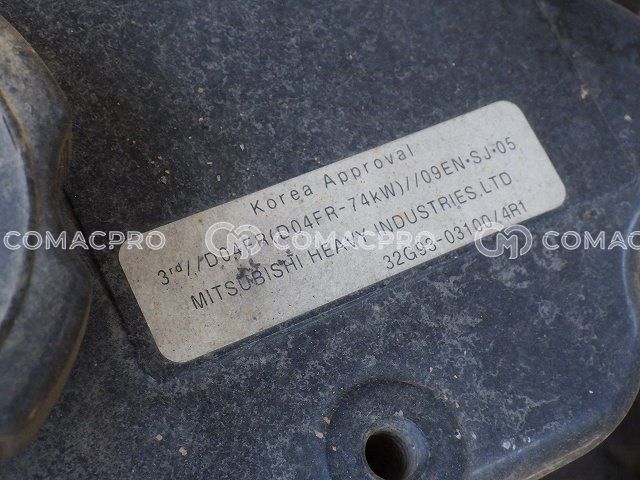 Korea Approval
3rd//D04FR(D04FR-74kW)//09EN·SJ·05
MITSUBISHI HEAVY INDUSTRIES LTD
32G93-03100/4R1
COMACPRO COMACPRO COMACPRO